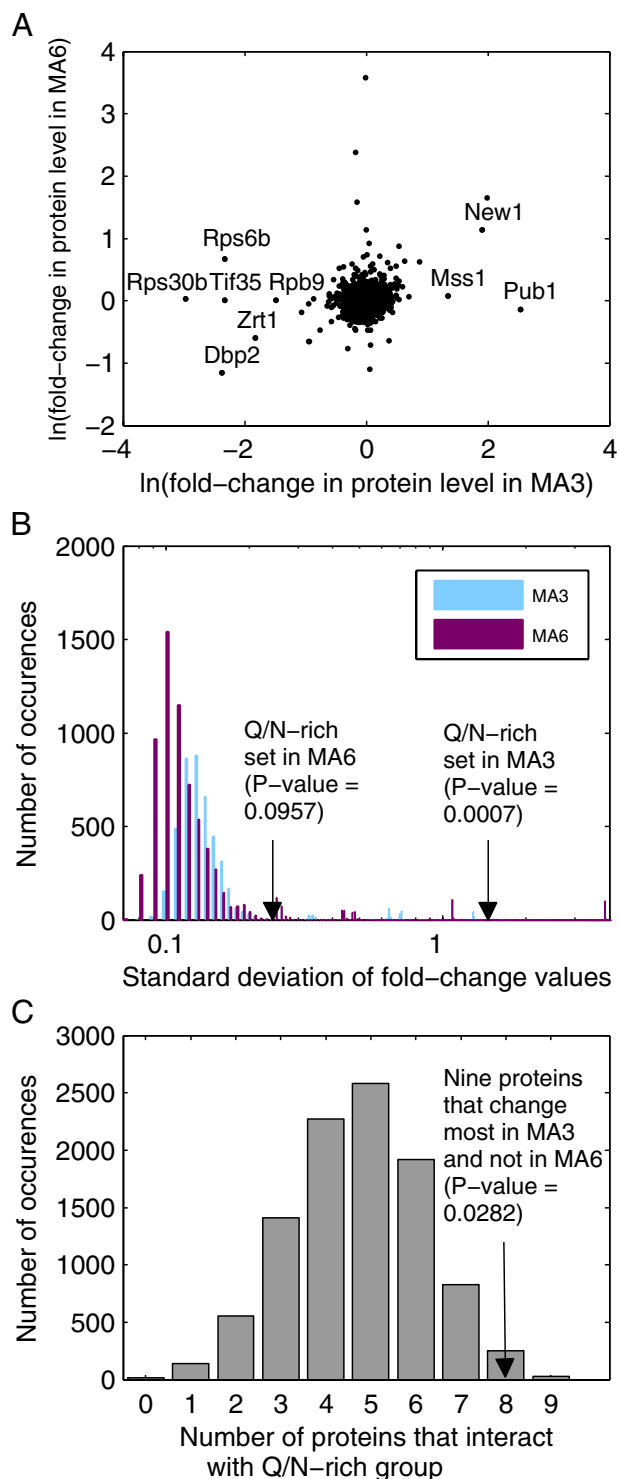 A
ln(fold−change in protein level in MA6)
4
3
2
1
0
−1
−2
Rps6b
New1
Rps30b Tif35 Rpb9
Mss1
Pub1
Zrt1
Dbp2
−4
−2
0
2
4
ln(fold−change in protein level in MA3)
B
Number of occurences
2000
1500
1000
500
0
MA3
MA6
Q/N−rich
set in MA6
(P−value =
0.0957)
Q/N−rich
set in MA3
(P−value =
0.0007)
0.1
1
Standard deviation of fold−change values
C
Number of occurences
3000
2500
2000
1500
1000
500
0
Nine proteins
that change
most in MA3
and not in MA6
(P−value =
0.0282)
0 1 2 3 4 5 6 7 8 9
Number of proteins that interact
with Q/N−rich group